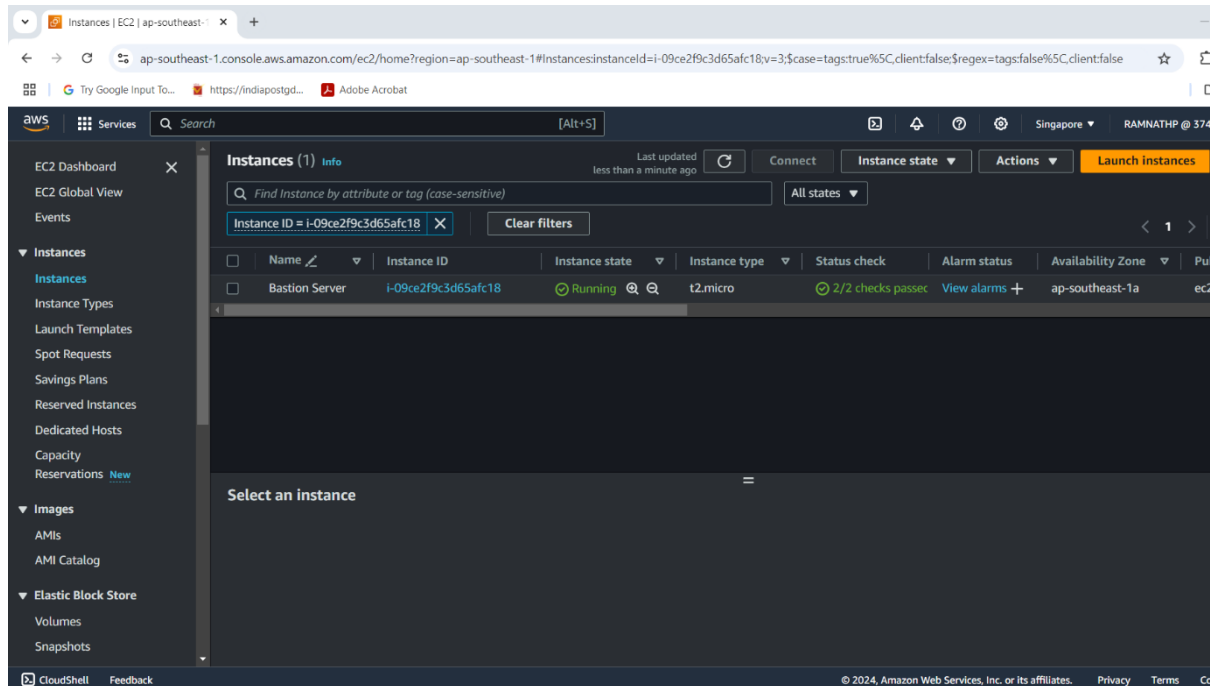 Instances | EC2 | ap-southeast-1
ap-southeast-1.console.aws.amazon.com/ec2/home?region=ap-southeast-1#Instances:instanceId=i-09ce2f9c3d65afc18;v=3;$case=tags:true%5C,client:false;$regex=tags:false%5C,client:false
Try Google Input To... https://indiapostgd... Adobe Acrobat
aws Services Search [Alt+S] Singapore RAMNATHP @ 374
EC2 Dashboard
EC2 Global View
Events
Instances
Instances
Instance Types
Launch Templates
Spot Requests
Savings Plans
Reserved Instances
Dedicated Hosts
Capacity
Reservations New
Images
AMIs
AMI Catalog
Elastic Block Store
Volumes
Snapshots
Instances (1) Info
Last updated
less than a minute ago
Connect Instance state Actions Launch instances
Find Instance by attribute or tag (case-sensitive) All states
Instance ID = i-09ce2f9c3d65afc18 Clear filters
1
Name Instance ID Instance state Instance type Status check Alarm status Availability Zone Pu
Bastion Server i-09ce2f9c3d65afc18 Running t2.micro 2/2 checks passec View alarms + ap-southeast-1a ec2
Select an instance
CloudShell Feedback © 2024, Amazon Web Services, Inc. or its affiliates. Privacy Terms Co